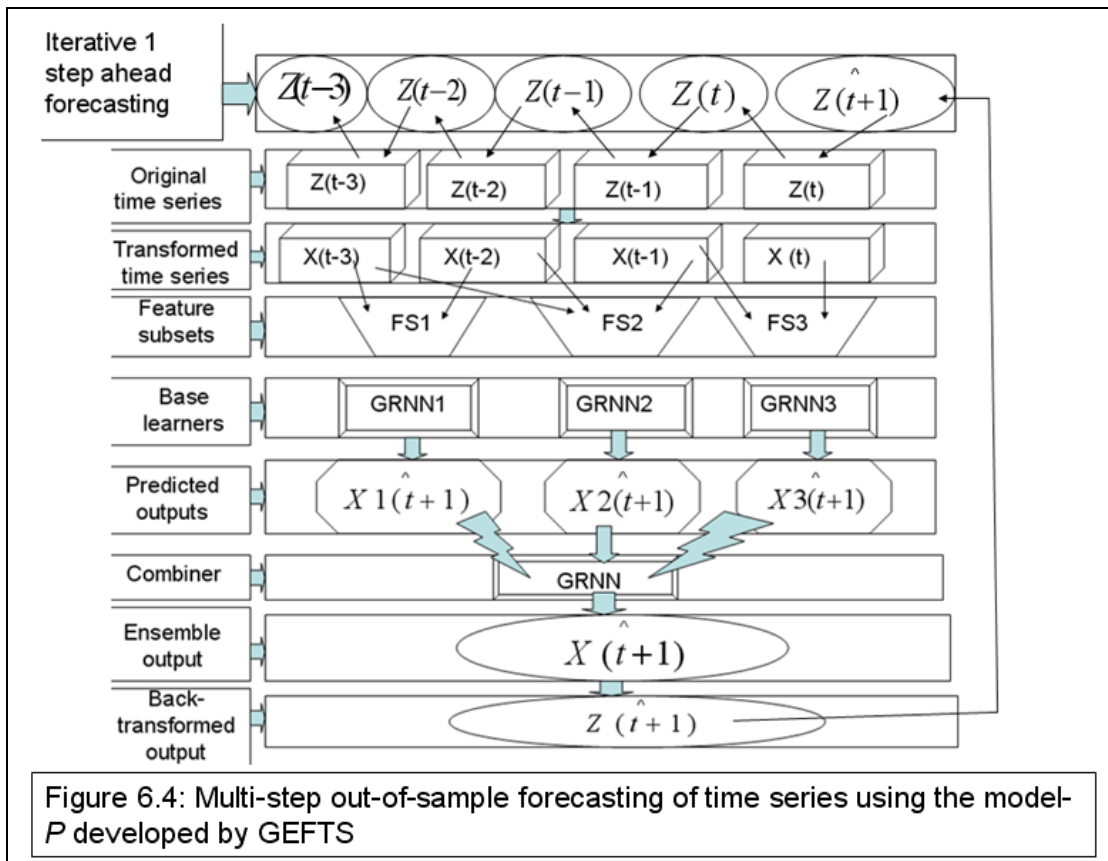 Iterative 1
step ahead
forecasting
Z(t−3) Z(t−2) Z(t−1) Z(t) Ẑ(t+1)
Original
time series
Z(t-3) Z(t-2) Z(t-1) Z(t)
Transformed
time series
X(t-3) X(t-2) X(t-1) X (t)
Feature
subsets
FS1 FS2 FS3
Base
learners
GRNN1 GRNN2 GRNN3
Predicted
outputs
^ ^ ^
X 1(t+1) X 2(t+1) X 3(t+1)
Combiner
GRNN
Ensemble
output
^
X (t+1)
Back-
transformed
output
^
Z (t+1)
Figure 6.4: Multi-step out-of-sample forecasting of time series using the model-
P developed by GEFTS